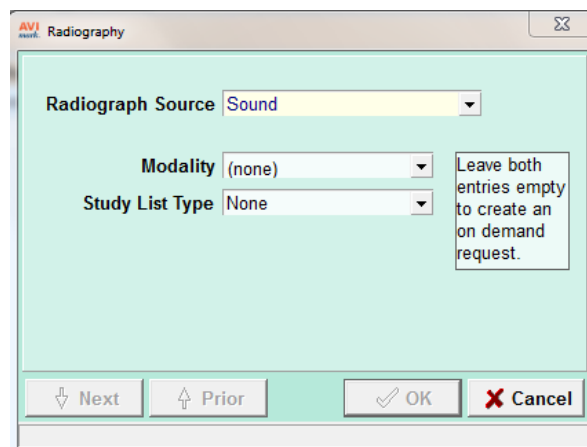 AVI mark Radiography
Radiograph Source Sound
Modality (none)
Study List Type None
Leave both
entries empty
to create an
on demand
request.
Next Prior OK Cancel